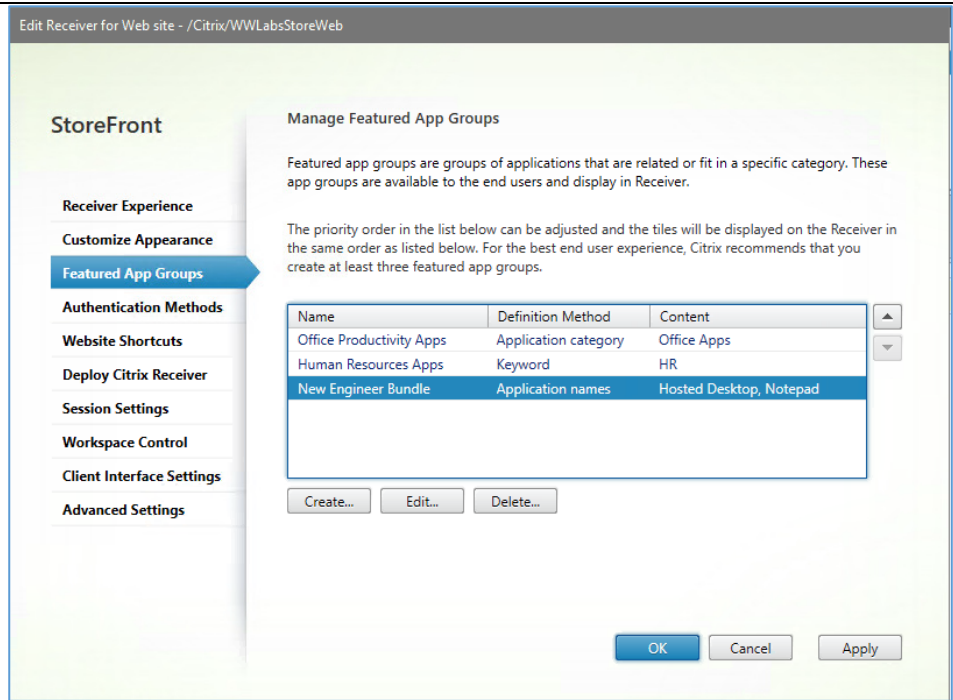 Edit Receiver for Web site - /Citrix/WWLabsStoreWeb
StoreFront
Receiver Experience
Customize Appearance
Featured App Groups
Authentication Methods
Website Shortcuts
Deploy Citrix Receiver
Session Settings
Workspace Control
Client Interface Settings
Advanced Settings
Manage Featured App Groups
Featured app groups are groups of applications that are related or fit in a specific category. These
app groups are available to the end users and display in Receiver.
The priority order in the list below can be adjusted and the tiles will be displayed on the Receiver in
the same order as listed below. For the best end user experience, Citrix recommends that you
create at least three featured app groups.
Name Definition Method Content
Office Productivity Apps Application category Office Apps
Human Resources Apps Keyword HR
New Engineer Bundle Application names Hosted Desktop, Notepad
Create... Edit... Delete...
OK Cancel Apply